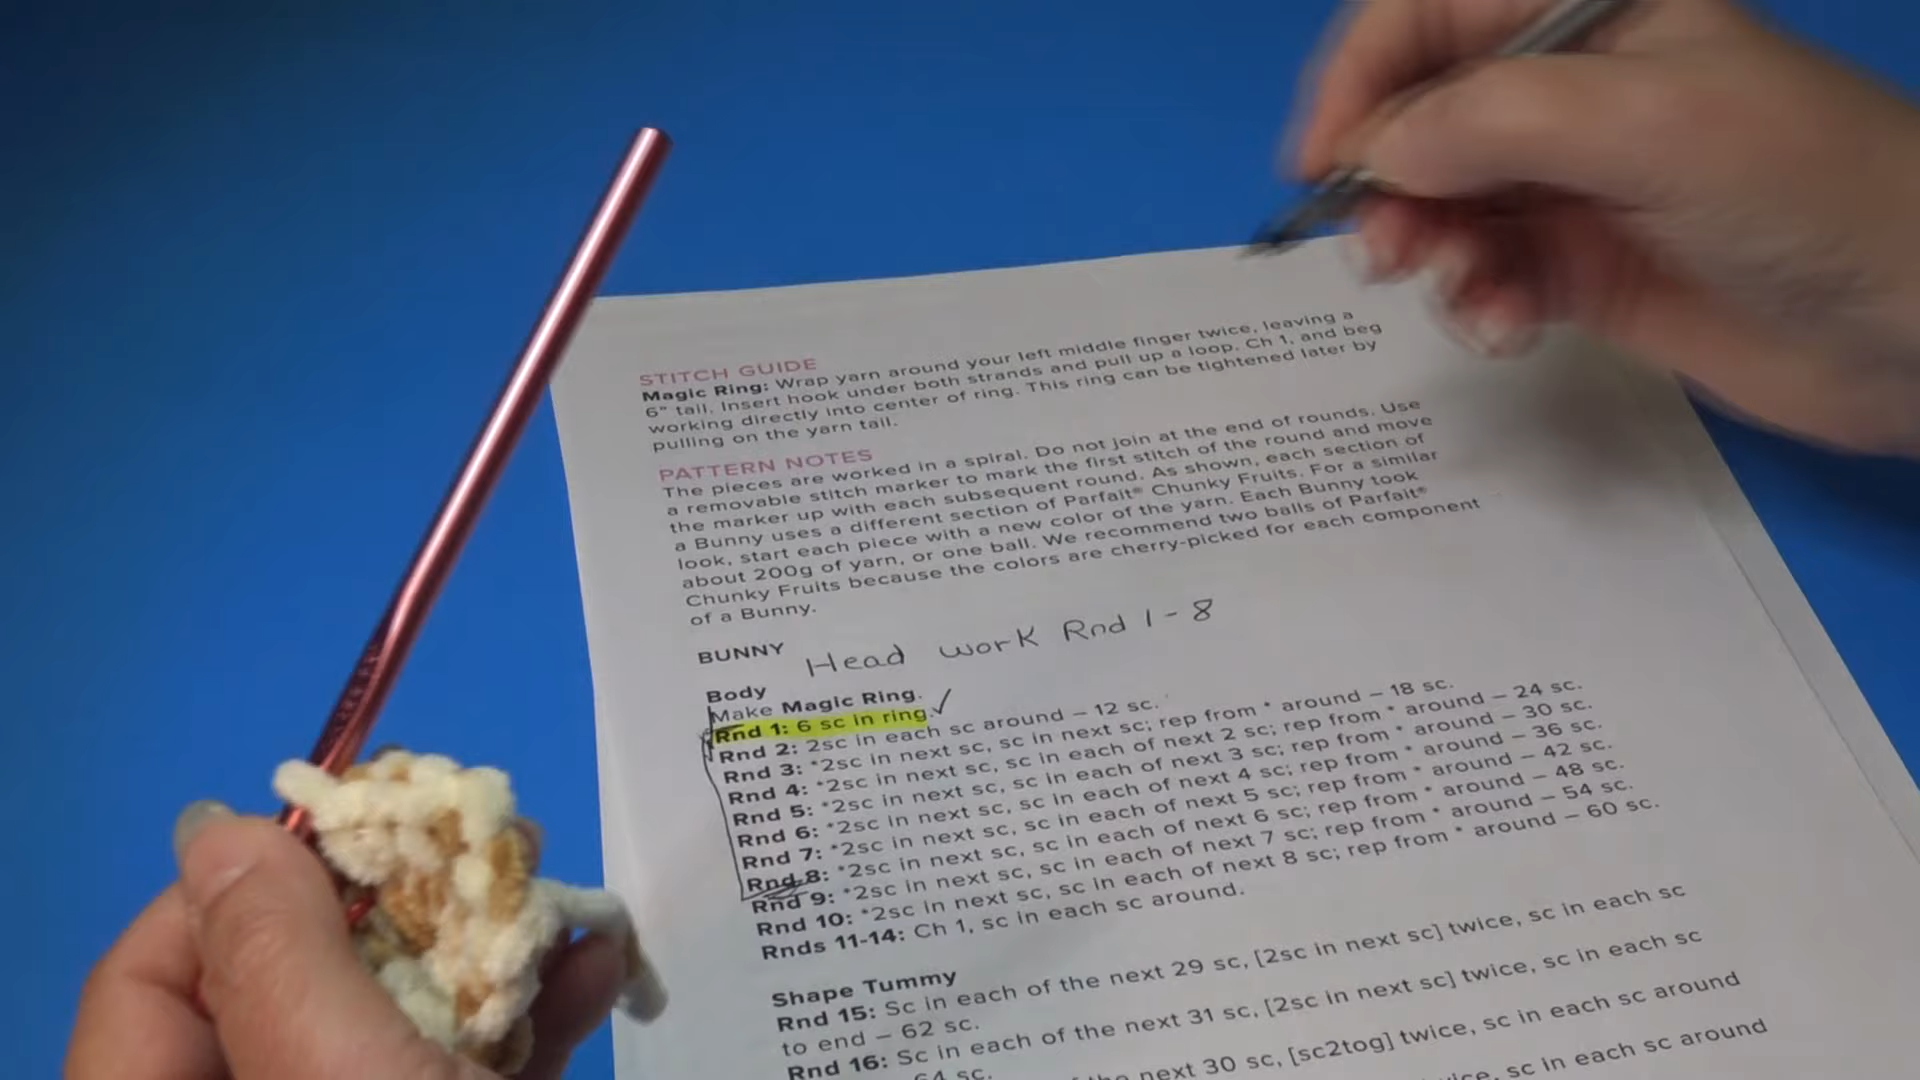 STITCH GUIDE
Magic Ring: Wrap yarn around your left middle finger twice, leaving a
6" tail. Insert hook under both strands and pull up a loop. Ch 1, and beg
working directly into center of ring. This ring can be tightened later by
pulling on the yarn tail.
PATTERN NOTES
The pieces are worked in a spiral. Do not join at the end of rounds. Use
a removable stitch marker to mark the first stitch of the round and move
the marker up with each subsequent round. As shown, each section of
a Bunny uses a different section of Parfait® Chunky Fruits. For a similar
look, start each piece with a new color of the yarn. Each Bunny took
about 200g of yarn, or one ball. We recommend two balls of Parfait®
Chunky Fruits because the colors are cherry-picked for each component
of a Bunny.
BUNNY Head work Rnd 1-8
Body
Make Magic Ring.
Rnd 1: 6 sc in ring. ✓
Rnd 2: 2sc in each sc around – 12 sc.
Rnd 3: *2sc in next sc, sc in next sc; rep from * around – 18 sc.
Rnd 4: *2sc in next sc, sc in each of next 2 sc; rep from * around – 24 sc.
Rnd 5: *2sc in next sc, sc in each of next 3 sc; rep from * around – 30 sc.
Rnd 6: *2sc in next sc, sc in each of next 4 sc; rep from * around – 36 sc.
Rnd 7: *2sc in next sc, sc in each of next 5 sc; rep from * around – 42 sc.
Rnd 8: *2sc in next sc, sc in each of next 6 sc; rep from * around – 48 sc.
Rnd 9: *2sc in next sc, sc in each of next 7 sc; rep from * around – 54 sc.
Rnd 10: *2sc in next sc, sc in each of next 8 sc; rep from * around – 60 sc.
Rnds 11-14: Ch 1, sc in each sc around.
Shape Tummy
Rnd 15: Sc in each of the next 29 sc, [2sc in next sc] twice, sc in each sc
to end – 62 sc.
Rnd 16: Sc in each of the next 31 sc, [2sc in next sc] twice, sc in each sc
64 sc.
next 30 sc, [sc2tog] twice, sc in each sc around
sc in each sc around